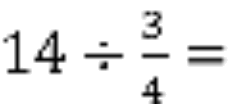 14 ÷ 3/4 =